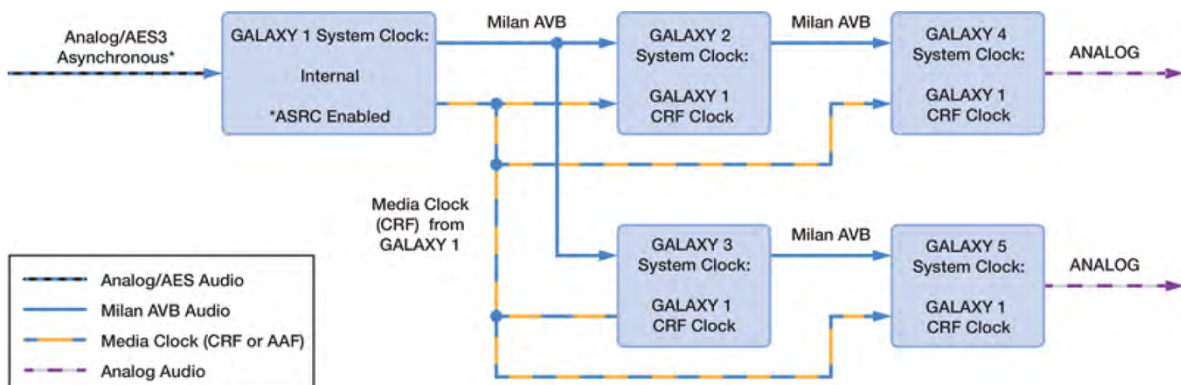 Analog/AES3
Asynchronous*
GALAXY 1 System Clock:
Internal
*ASRC Enabled
Milan AVB
GALAXY 2
System Clock:
GALAXY 1
CRF Clock
Milan AVB
GALAXY 4
System Clock:
GALAXY 1
CRF Clock
ANALOG
Media Clock
(CRF) from
GALAXY 1
GALAXY 3
System Clock:
GALAXY 1
CRF Clock
Milan AVB
GALAXY 5
System Clock:
GALAXY 1
CRF Clock
ANALOG
Analog/AES Audio
Milan AVB Audio
Media Clock (CRF or AAF)
Analog Audio